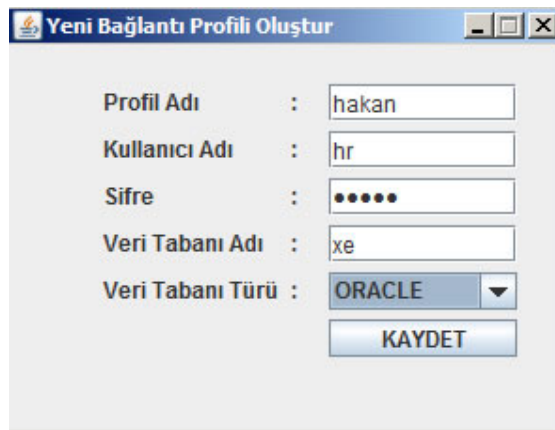 Yeni Bağlantı Profili Oluştur
Profil Adı : hakan
Kullanıcı Adı : hr
Sifre : •••••
Veri Tabanı Adı : xe
Veri Tabanı Türü : ORACLE
KAYDET